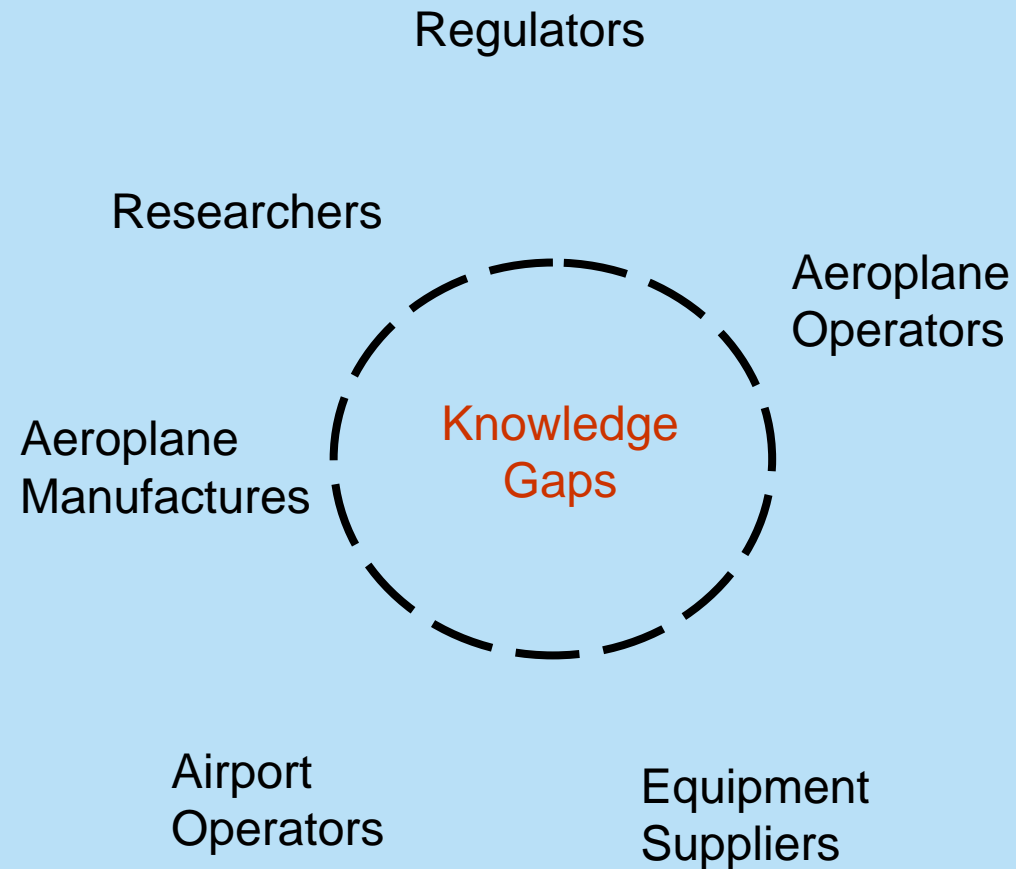 Regulators
Researchers
Aeroplane
Operators
Knowledge
Gaps
Aeroplane
Manufactures
Airport
Operators
Equipment
Suppliers